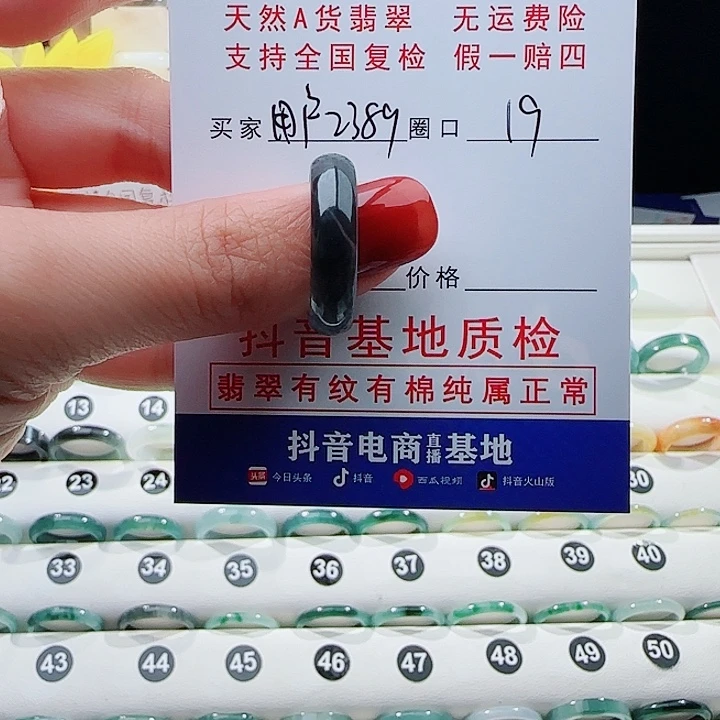 天然A货翡翠 无运费险
支持全国复检 假一赔四
买家 用户2389 圈口 19
价格
抖音基地质检
翡翠有纹有棉纯属正常
抖音电商直播基地
头条 今日头条 抖音 西瓜视频 抖音火山版
13 14
22 23 24 30
33 34 35 36 37 38 39 40
43 44 45 46 47 48 49 50